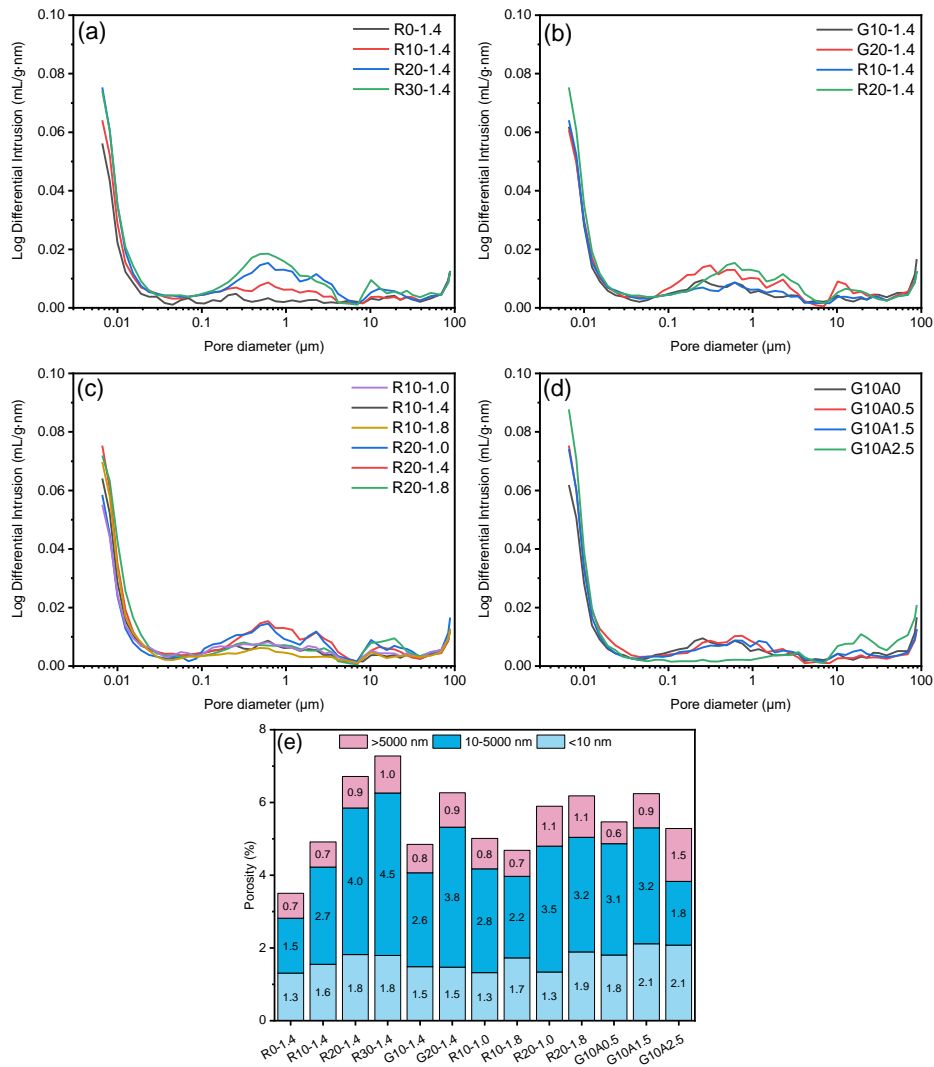 (a)
R0-1.4
R10-1.4
R20-1.4
R30-1.4
0.10
0.08
0.06
0.04
0.02
0.00
Log Differential Intrusion (mL/g·nm)
0.01 0.1 1 10 100
Pore diameter (µm)
(b)
G10-1.4
G20-1.4
R10-1.4
R20-1.4
0.10
0.08
0.06
0.04
0.02
0.00
Log Differential Intrusion (mL/g·nm)
0.01 0.1 1 10 100
Pore diameter (µm)
(c)
R10-1.0
R10-1.4
R10-1.8
R20-1.0
R20-1.4
R20-1.8
0.10
0.08
0.06
0.04
0.02
0.00
Log Differential Intrusion (mL/g·nm)
0.01 0.1 1 10 100
Pore diameter (µm)
(d)
G10A0
G10A0.5
G10A1.5
G10A2.5
0.10
0.08
0.06
0.04
0.02
0.00
Log Differential Intrusion (mL/g·nm)
0.01 0.1 1 10 100
Pore diameter (µm)
(e)
>5000 nm 10-5000 nm <10 nm
8
6
4
2
0
Porosity (%)
0.7 0.7 0.9 1.0 0.8 0.9 0.8 0.7 1.1 1.1 0.6 0.9 1.5
1.5 2.7 4.0 4.5 2.6 3.8 2.8 2.2 3.5 3.2 3.1 3.2 1.8
1.3 1.6 1.8 1.8 1.5 1.5 1.3 1.7 1.3 1.9 1.8 2.1 2.1
R0-1.4 R10-1.4 R20-1.4 R30-1.4 G10-1.4 G20-1.4 R10-1.0 R10-1.8 R20-1.0 R20-1.8 G10A0.5 G10A1.5 G10A2.5